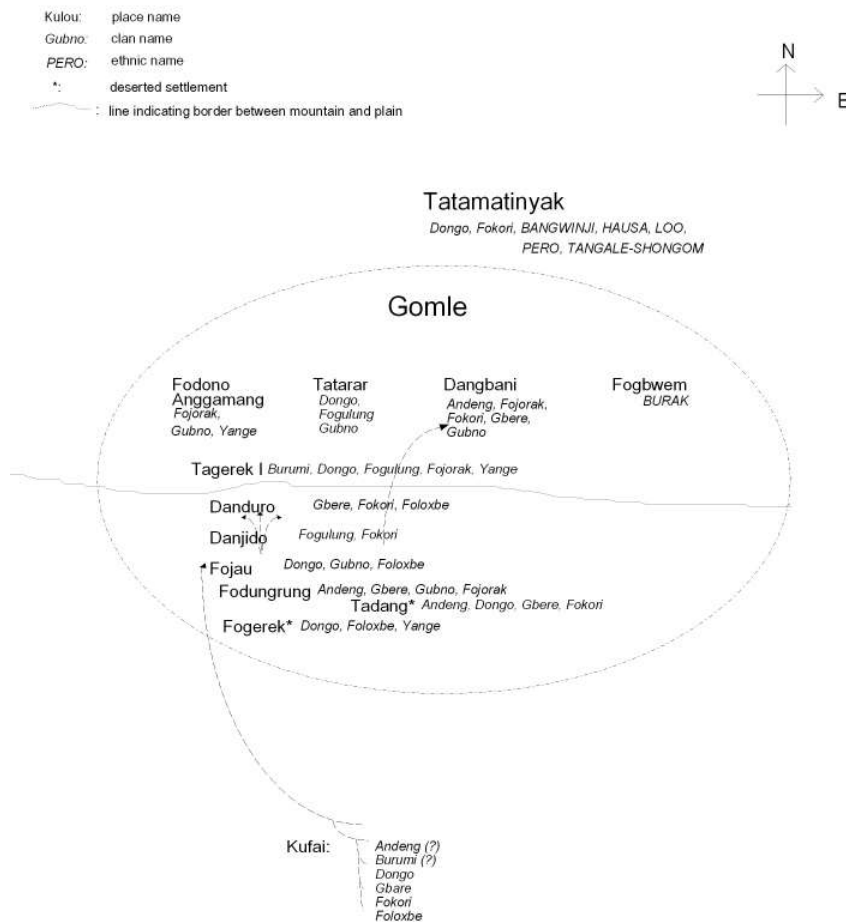 Kulou: place name
Gubno: clan name
PERO: ethnic name
*: deserted settlement
: line indicating border between mountain and plain
N
E
Tatamatinyak
Dongo, Fokori, BANGWINJI, HAUSA, LOO,
PERO, TANGALE-SHONGOM
Gomle
Fodono
Anggamang
Fojorak,
Gubno, Yange
Tatarar
Dongo,
Fogulung
Gubno
Dangbani
Andeng, Fojorak,
Fokori, Gbere,
Gubno
Fogbwem
BURAK
Tagerek I Burumi, Dongo, Fogulung, Fojorak, Yange
Danduro Gbere, Fokori, Foloxbe
Danjido Fogulung, Fokori
Fojau Dongo, Gubno, Foloxbe
Fodungrung Andeng, Gbere, Gubno, Fojorak
Tadang* Andeng, Dongo, Gbere, Fokori
Fogerek* Dongo, Foloxbe, Yange
Kufai: Andeng (?)
Burumi (?)
Dongo
Gbare
Fokori
Foloxbe